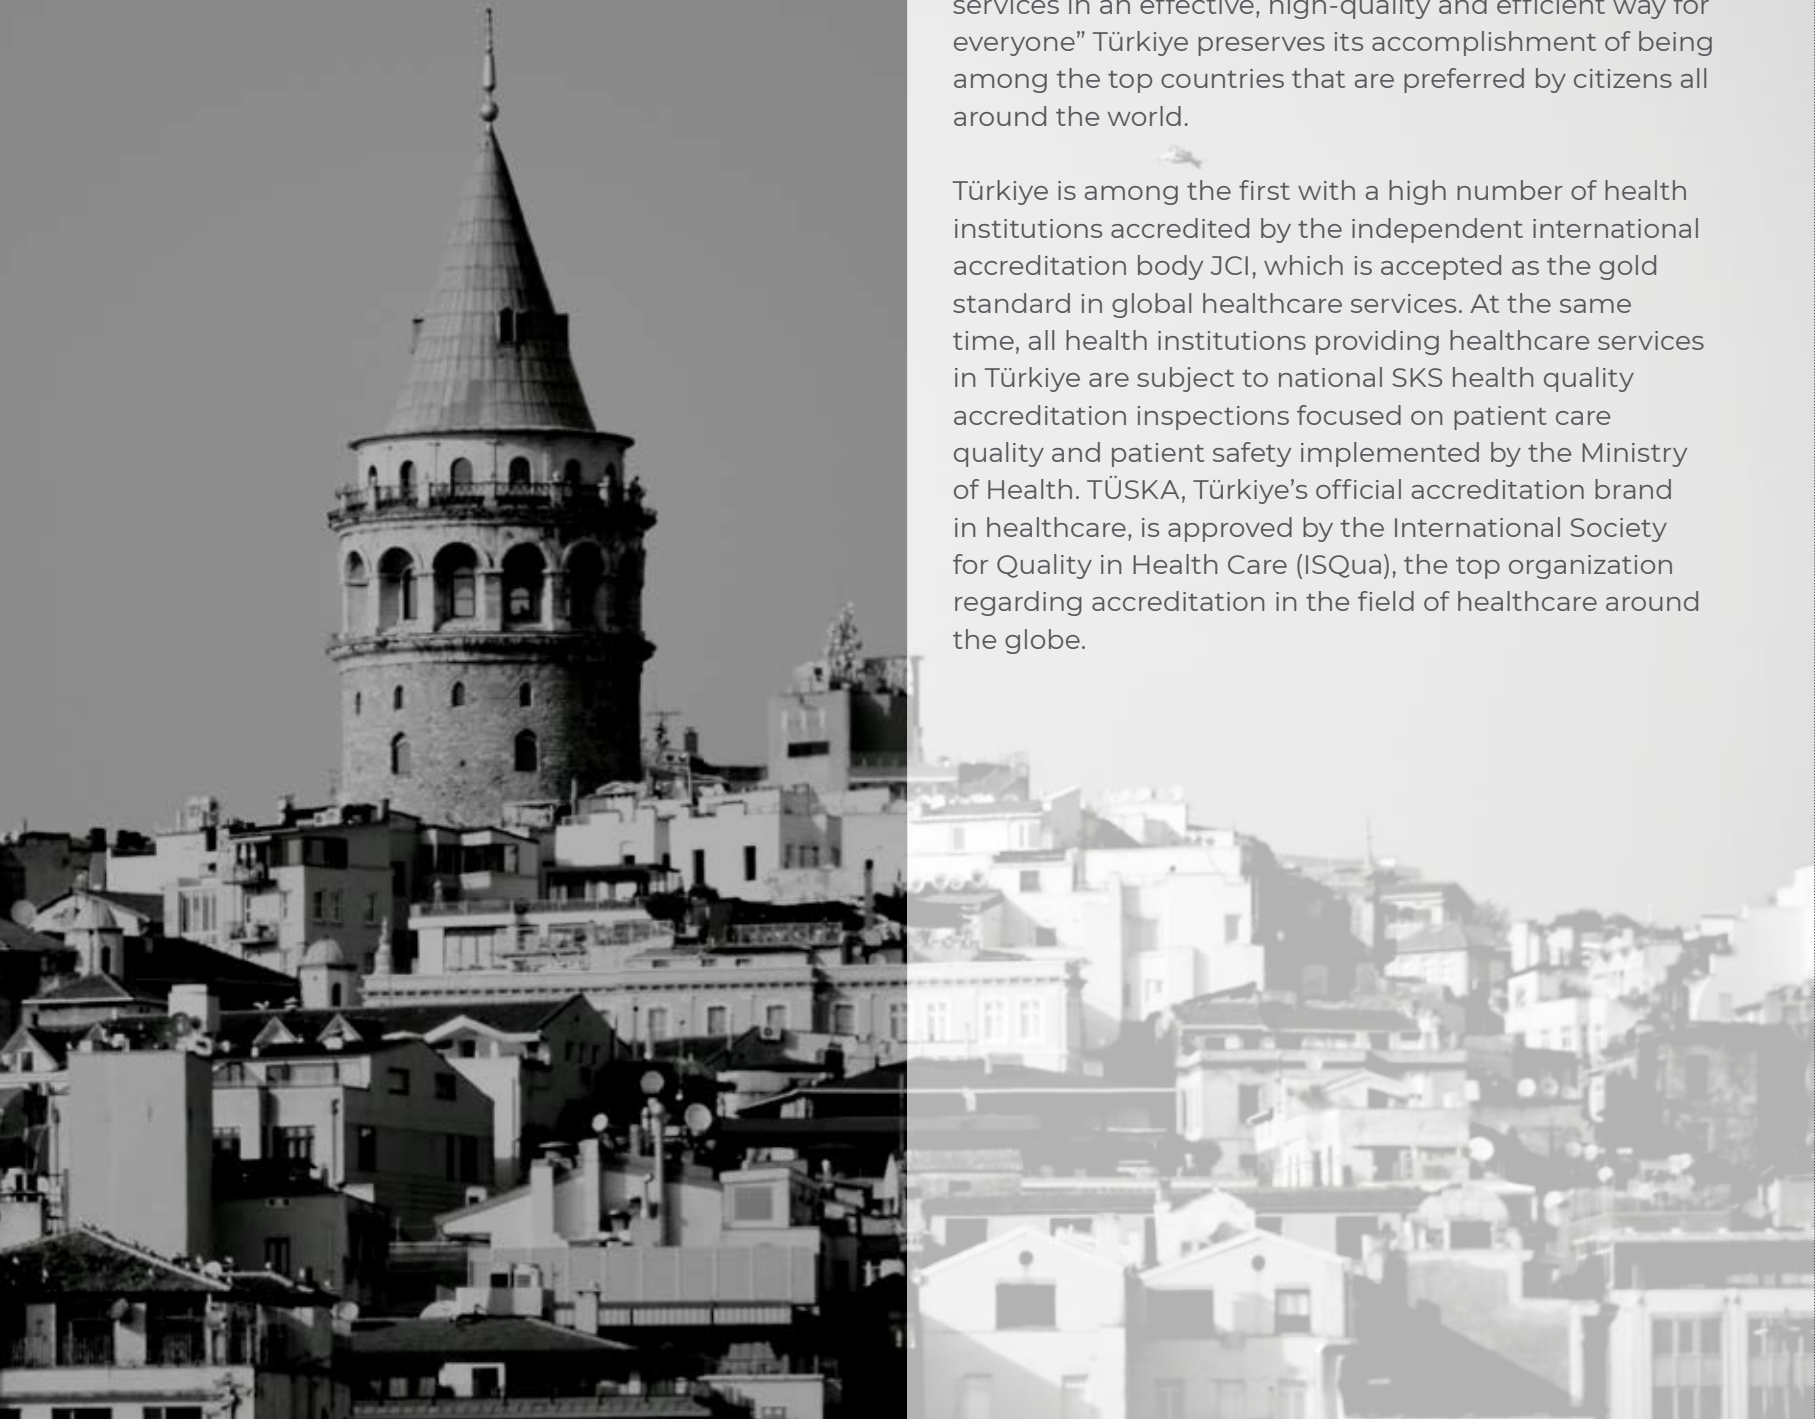 services in an effective, high-quality and efficient way for
everyone” Türkiye preserves its accomplishment of being
among the top countries that are preferred by citizens all
around the world.
Türkiye is among the first with a high number of health
institutions accredited by the independent international
accreditation body JCI, which is accepted as the gold
standard in global healthcare services. At the same
time, all health institutions providing healthcare services
in Türkiye are subject to national SKS health quality
accreditation inspections focused on patient care
quality and patient safety implemented by the Ministry
of Health. TÜSKA, Türkiye’s official accreditation brand
in healthcare, is approved by the International Society
for Quality in Health Care (ISQua), the top organization
regarding accreditation in the field of healthcare around
the globe.